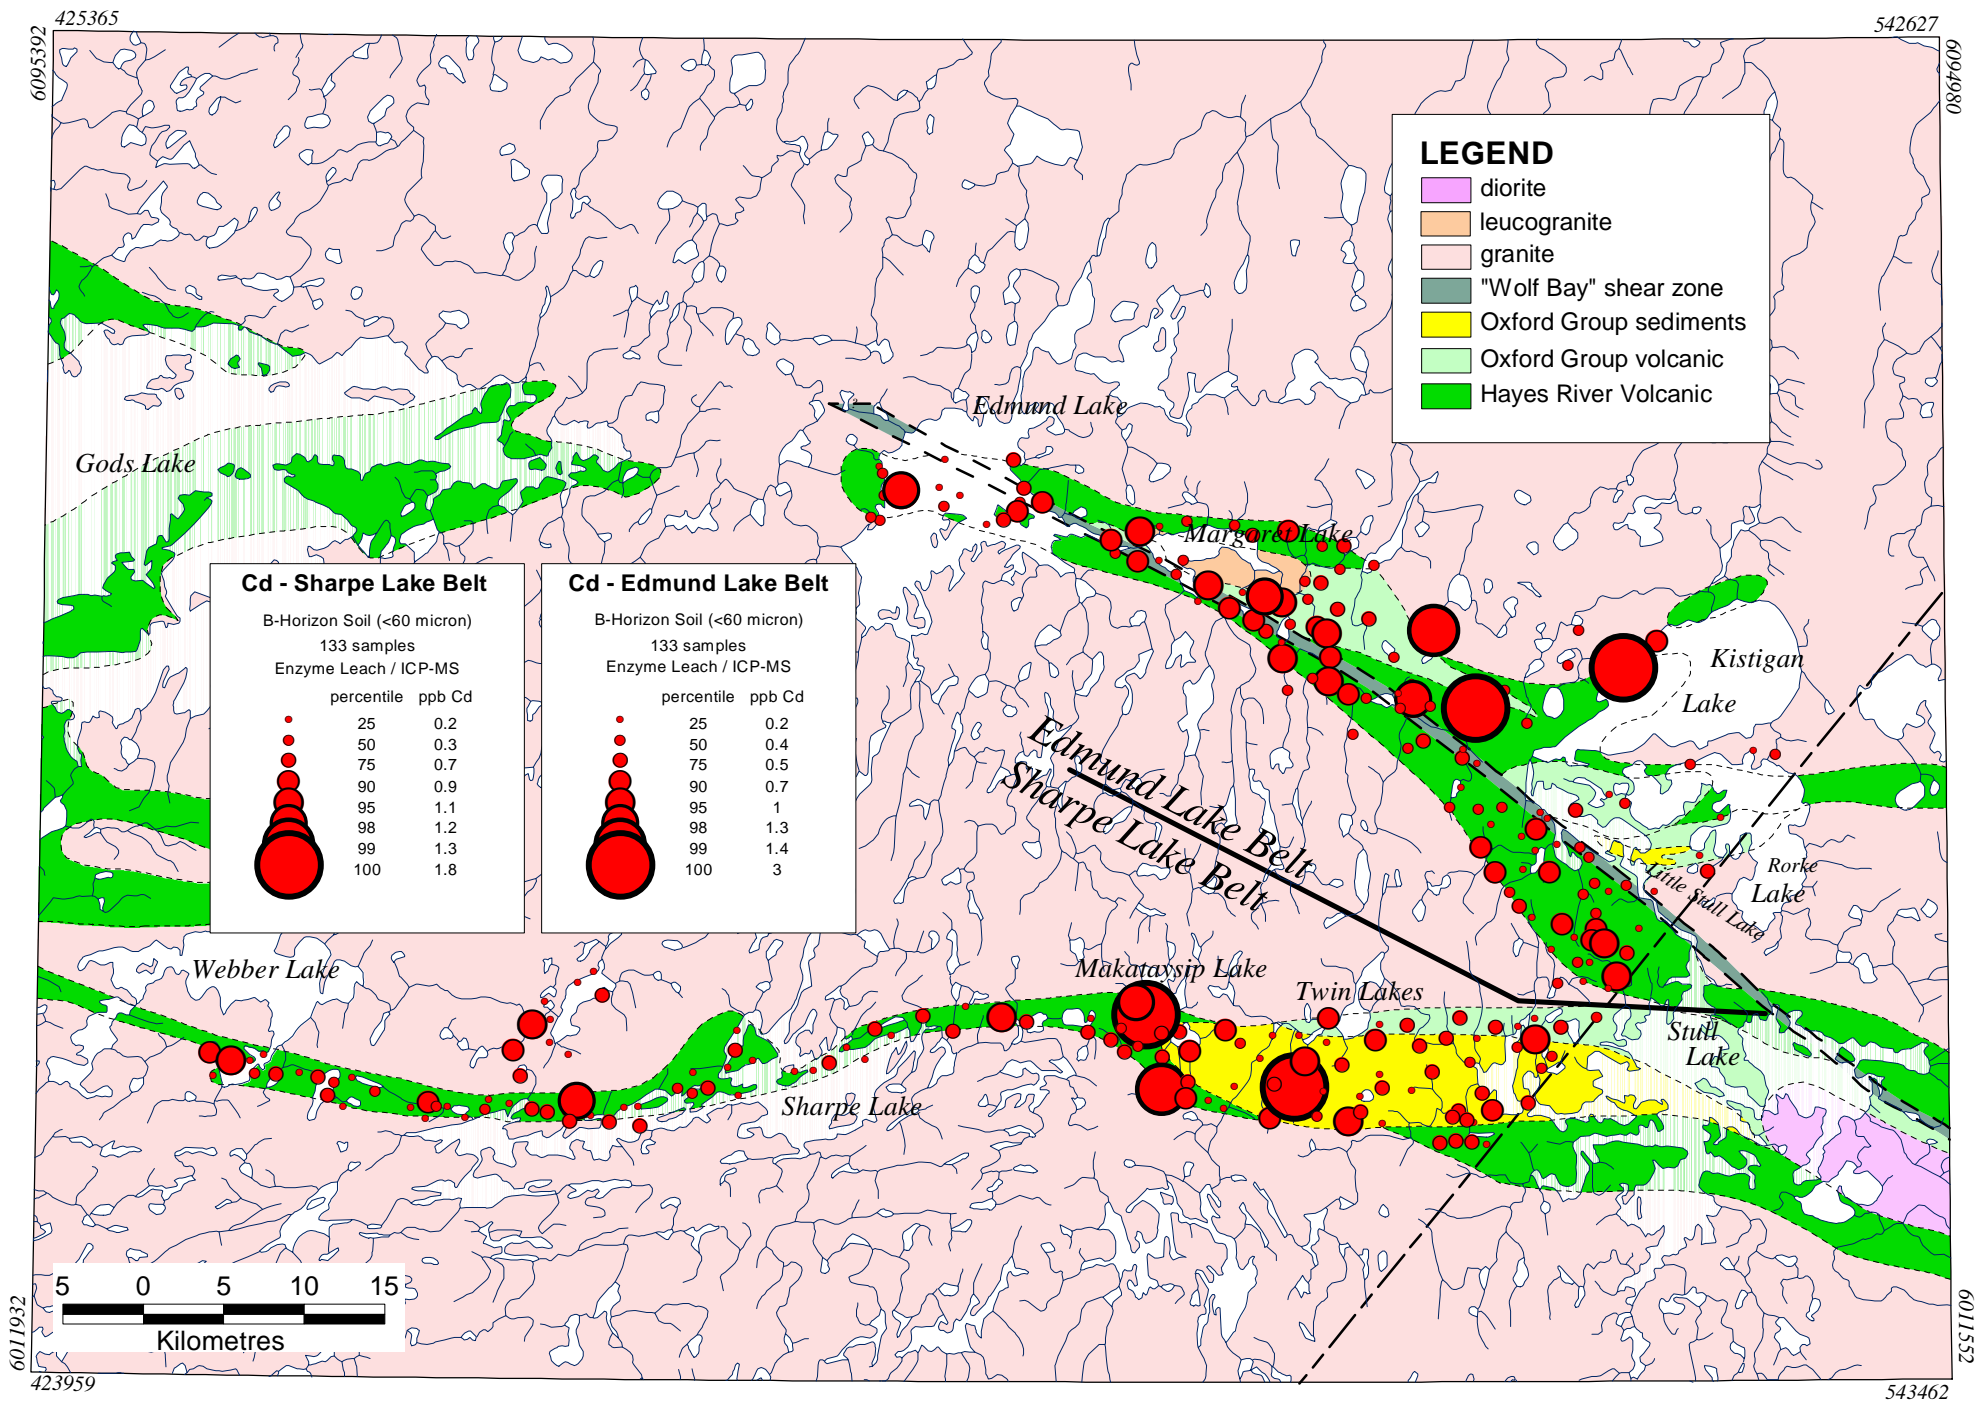 425365
542627
6095392
6094980
LEGEND
diorite
leucogranite
granite
"Wolf Bay" shear zone
Oxford Group sediments
Oxford Group volcanic
Hayes River Volcanic
Edmund Lake
Gods Lake
Margaret Lake
Kistigan
Lake
Cd - Sharpe Lake Belt
B-Horizon Soil (<60 micron)
133 samples
Enzyme Leach / ICP-MS
percentile ppb Cd
25 0.2
50 0.3
75 0.7
90 0.9
95 1.1
98 1.2
99 1.3
100 1.8
Cd - Edmund Lake Belt
B-Horizon Soil (<60 micron)
133 samples
Enzyme Leach / ICP-MS
percentile ppb Cd
25 0.2
50 0.4
75 0.5
90 0.7
95 1
98 1.3
99 1.4
100 3
Edmund Lake Belt
Sharpe Lake Belt
Rorke
Lake
Little Stull Lake
Webber Lake
Makataysip Lake
Twin Lakes
Stull
Lake
Sharpe Lake
5 0 5 10 15
Kilometres
6011932
6011552
423959
543462